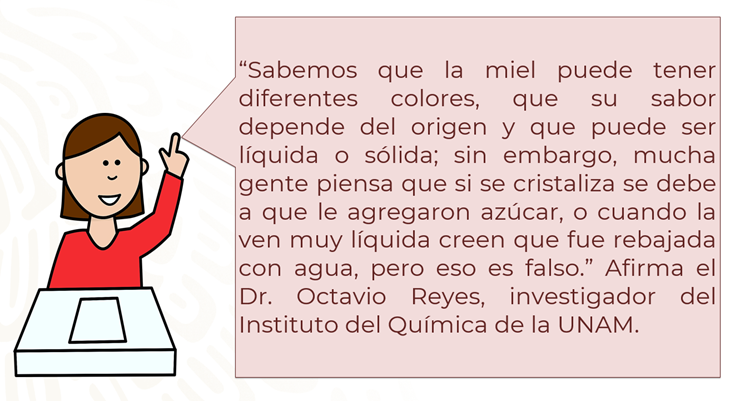 “Sabemos que la miel puede tener
diferentes colores, que su sabor
depende del origen y que puede ser
líquida o sólida; sin embargo, mucha
gente piensa que si se cristaliza se debe
a que le agregaron azúcar, o cuando la
ven muy líquida creen que fue rebajada
con agua, pero eso es falso.” Afirma el
Dr. Octavio Reyes, investigador del
Instituto del Química de la UNAM.